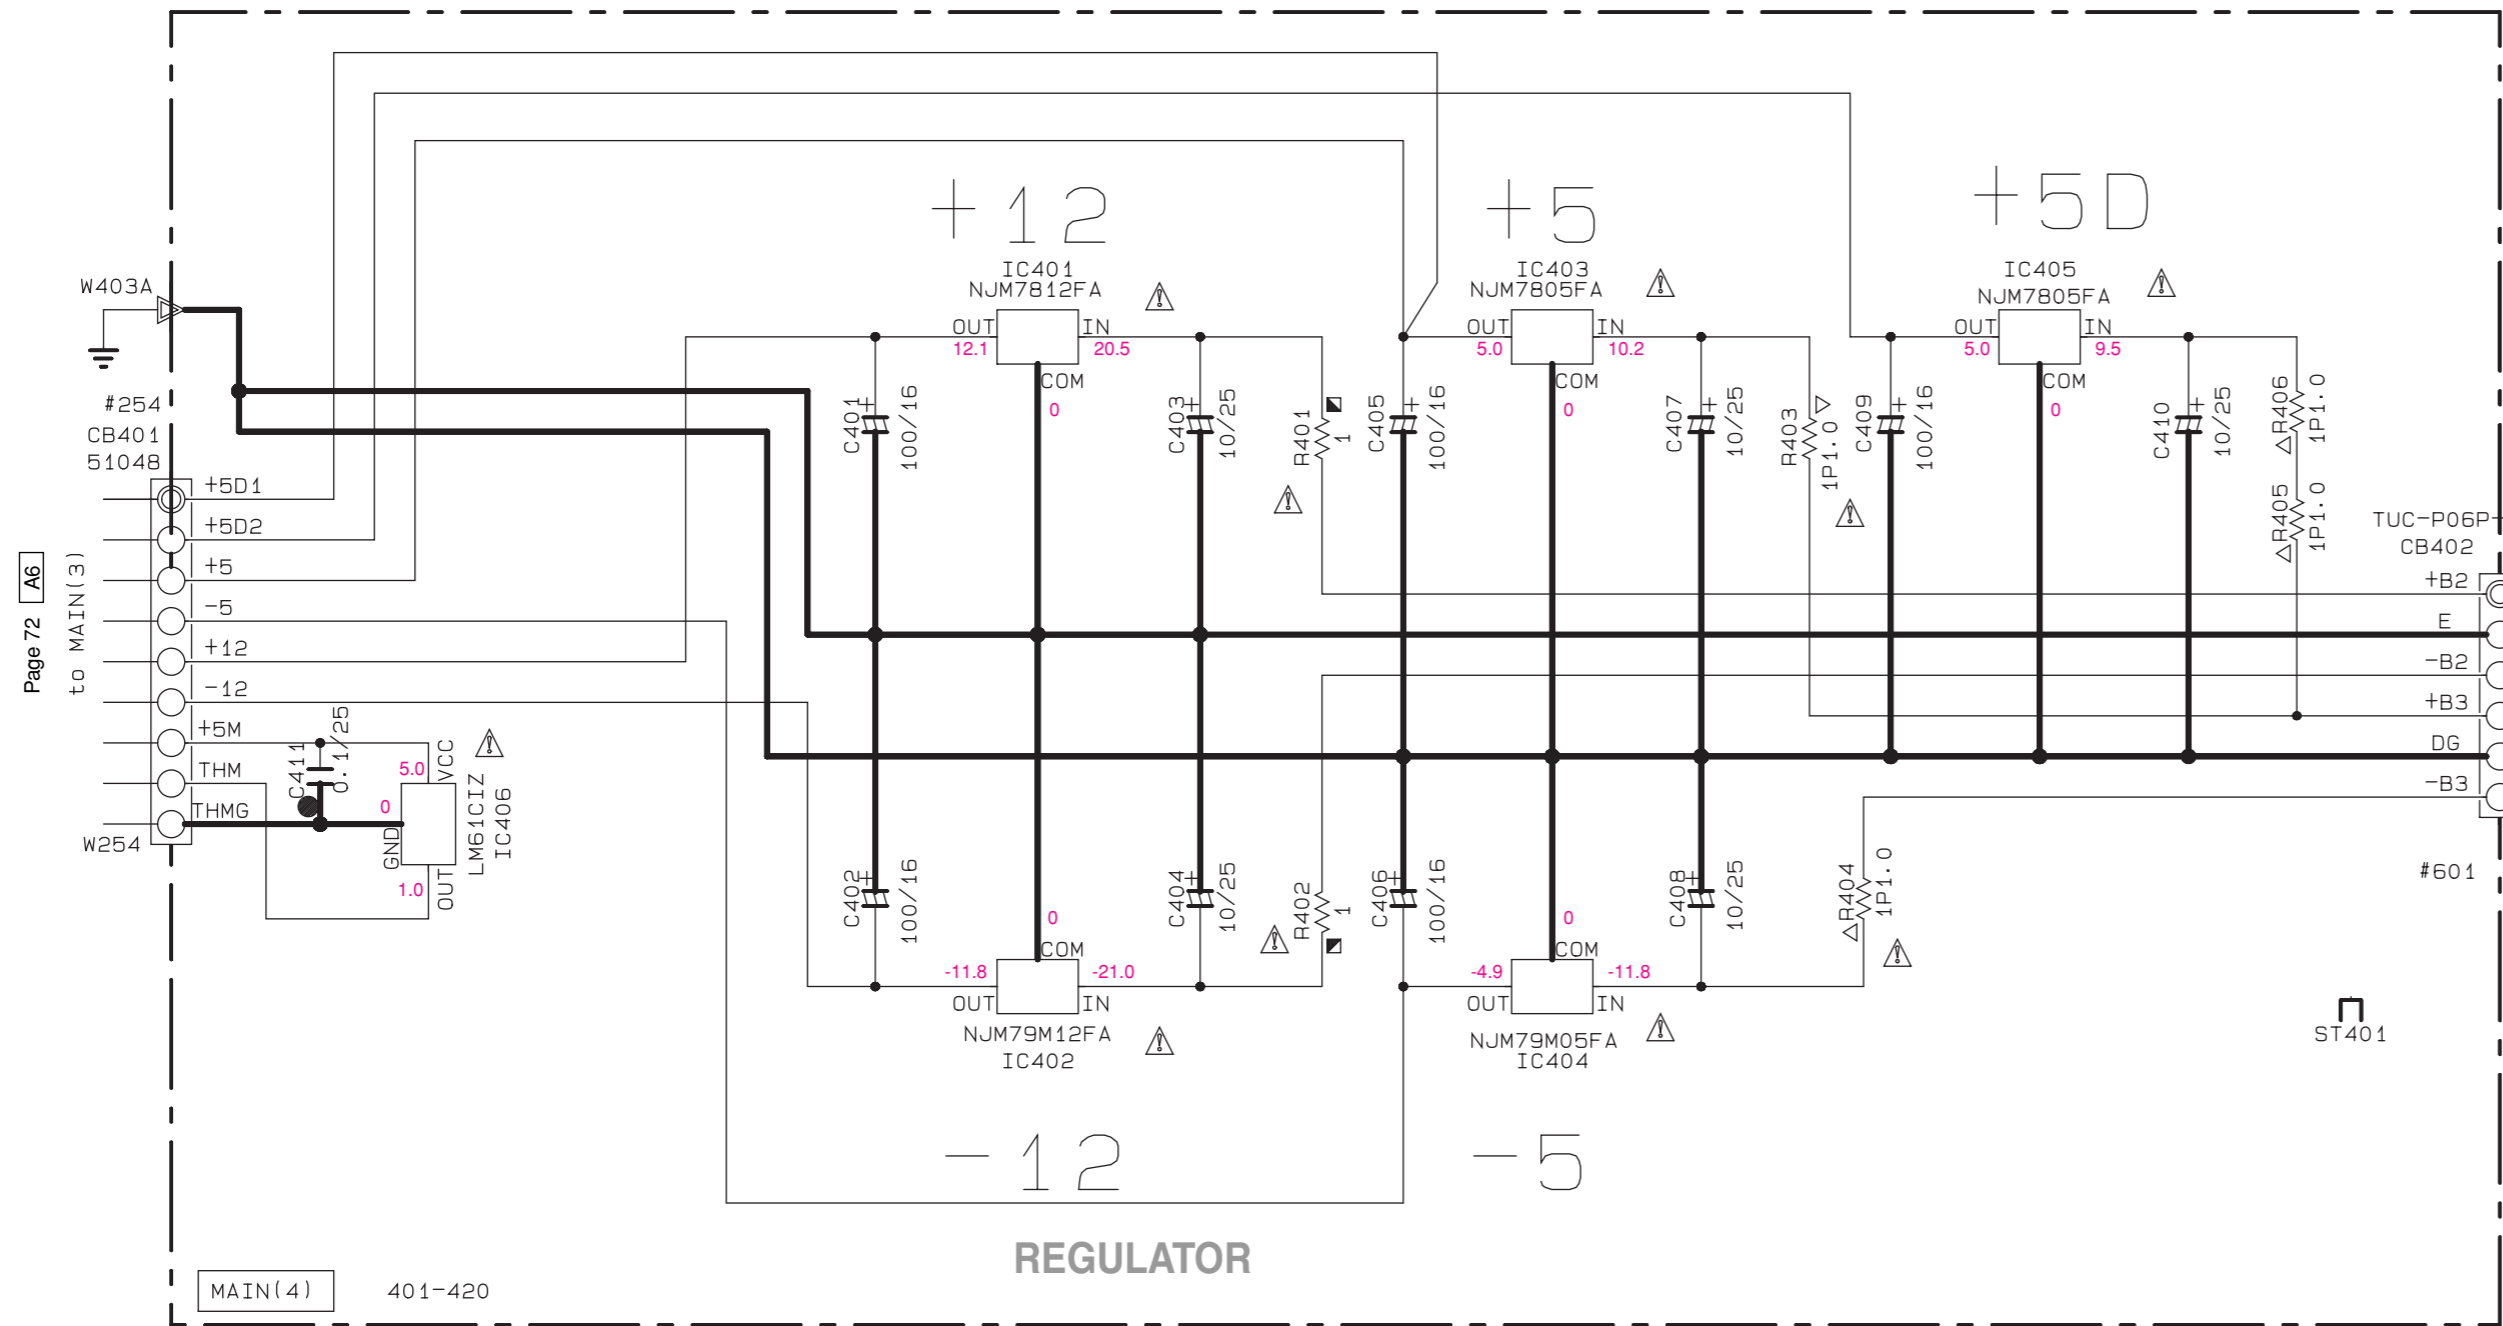 +12
+5
+5D
IC401
NJM7812FA
IC403
NJM7805FA
IC405
NJM7805FA
W403A
OUT
IN
12.1
20.5
COM
0
OUT
IN
5.0
10.2
COM
0
OUT
IN
5.0
9.5
COM
0
#254
CB401
51048
C401
+
100/16
C403
+
10/25
R401
1
C405
+
100/16
C407
+
10/25
R403
1P1.0
C409
+
100/16
C410
+
10/25
R406
1P1.0
R405
1P1.0
TUC-P06P-
CB402
Page 72 A6
to MAIN(3)
+5D1
+5D2
+5
-5
+12
-12
+5M
THM
THMG
W254
C411
0.1/25
5.0
VCC
0
GND
1.0
OUT
LM61CIZ
IC406
+B2
E
-B2
+B3
DG
-B3
#601
C402
+
100/16
C404
+
10/25
R402
1
C406
+
100/16
C408
+
10/25
R404
1P1.0
0
COM
-11.8
-21.0
OUT
IN
NJM79M12FA
IC402
0
COM
-4.9
-11.8
OUT
IN
NJM79M05FA
IC404
ST401
-12
-5
REGULATOR
MAIN(4)
401-420